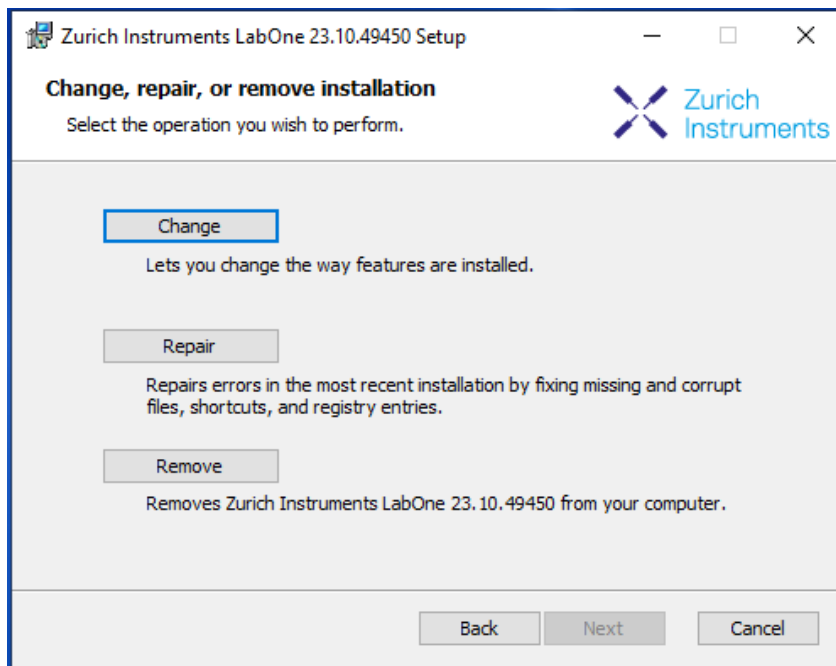 Zurich Instruments LabOne 23.10.49450 Setup
Change, repair, or remove installation
Select the operation you wish to perform.
Zurich
Instruments
Change
Lets you change the way features are installed.
Repair
Repairs errors in the most recent installation by fixing missing and corrupt
files, shortcuts, and registry entries.
Remove
Removes Zurich Instruments LabOne 23.10.49450 from your computer.
Back Next Cancel